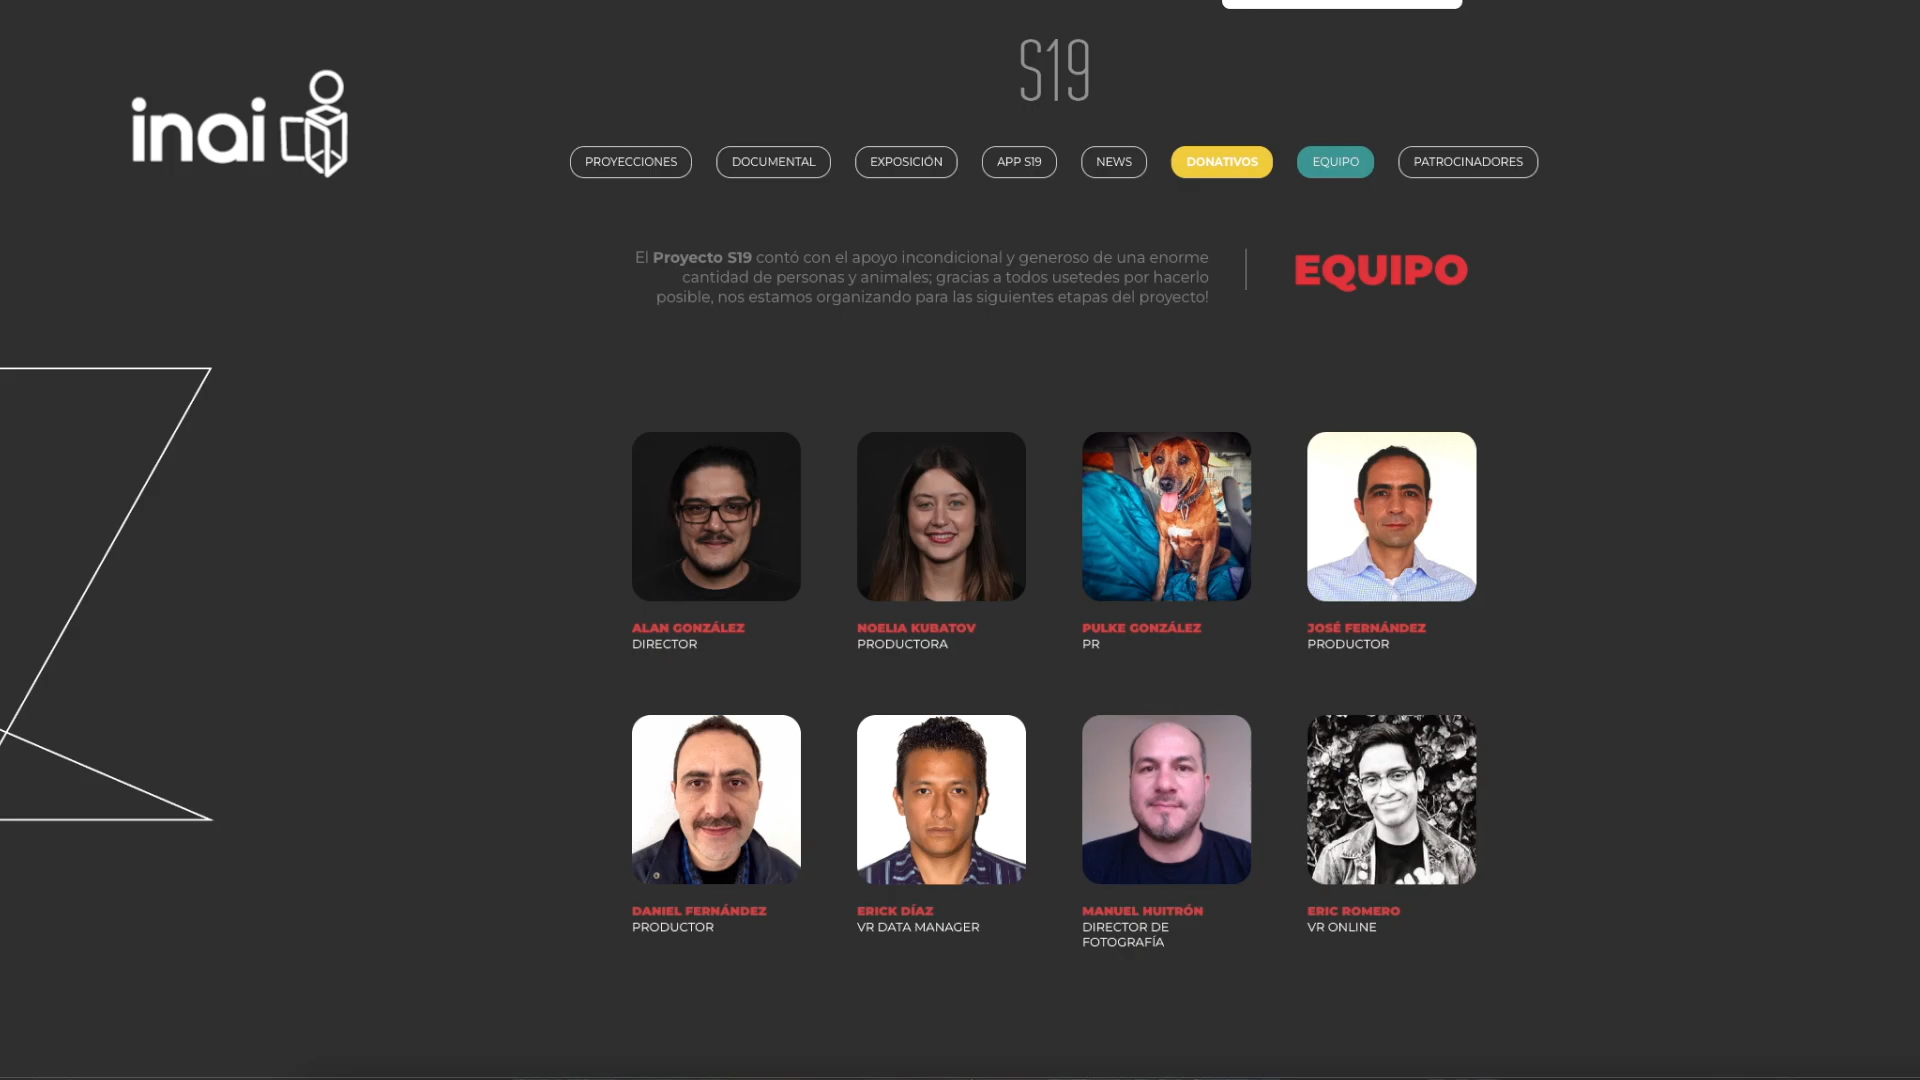 inai
S19
PROYECCIONES
DOCUMENTAL
EXPOSICIÓN
APP S19
NEWS
DONATIVOS
EQUIPO
PATROCINADORES
El Proyecto S19 contó con el apoyo incondicional y generoso de una enorme
cantidad de personas y animales; gracias a todos usetedes por hacerlo
posible, nos estamos organizando para las siguientes etapas del proyecto!
EQUIPO
ALAN GONZÁLEZ
DIRECTOR
NOELIA KUBATOV
PRODUCTORA
PULKE GONZÁLEZ
PR
JOSÉ FERNÁNDEZ
PRODUCTOR
DANIEL FERNÁNDEZ
PRODUCTOR
ERICK DÍAZ
VR DATA MANAGER
MANUEL HUITRÓN
DIRECTOR DE
FOTOGRAFÍA
ERIC ROMERO
VR ONLINE